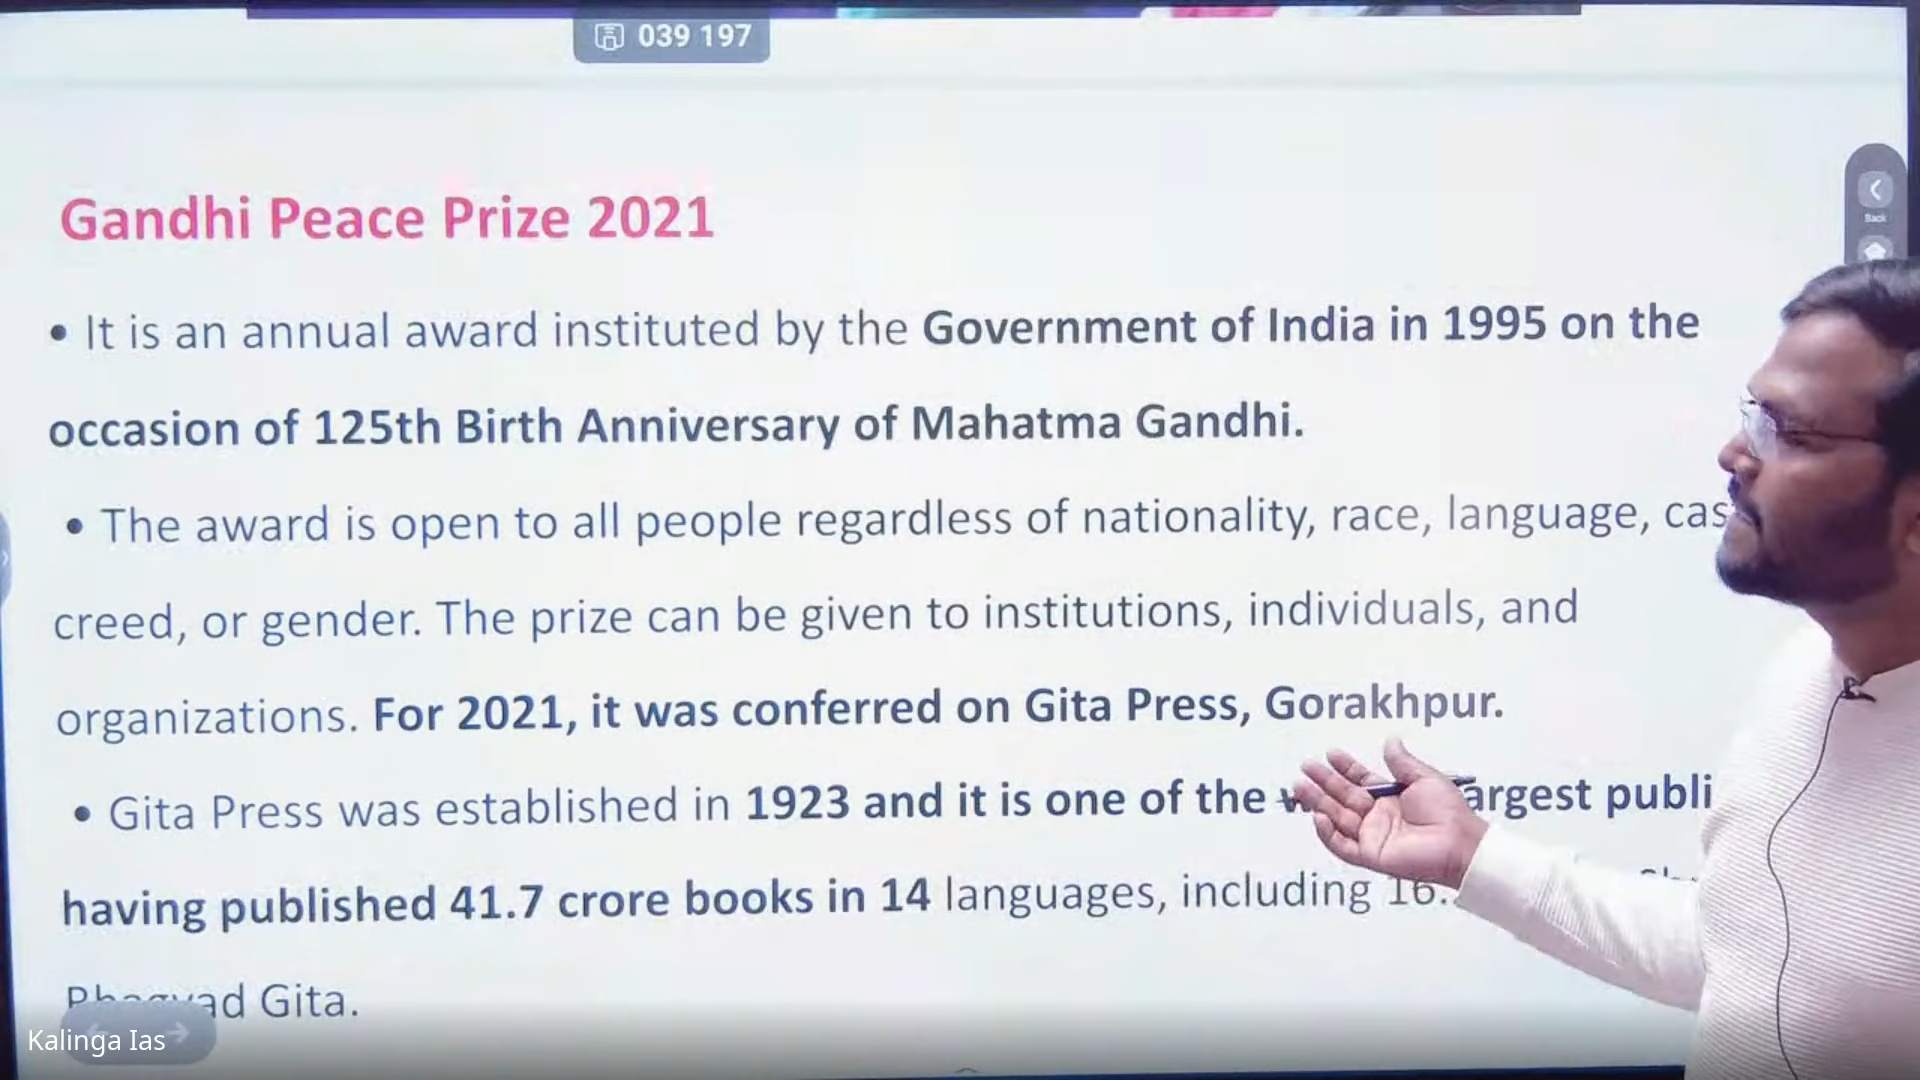 039 197
Back
Gandhi Peace Prize 2021
• It is an annual award instituted by the Government of India in 1995 on the
occasion of 125th Birth Anniversary of Mahatma Gandhi.
• The award is open to all people regardless of nationality, race, language,
creed, or gender. The prize can be given to institutions, individuals, and
organizations. For 2021, it was conferred on Gita Press, Gorakhpur.
• Gita Press was established in 1923 and it is one of the
having published 41.7 crore books in 14 languages, including
Gita.
Kalinga Ias